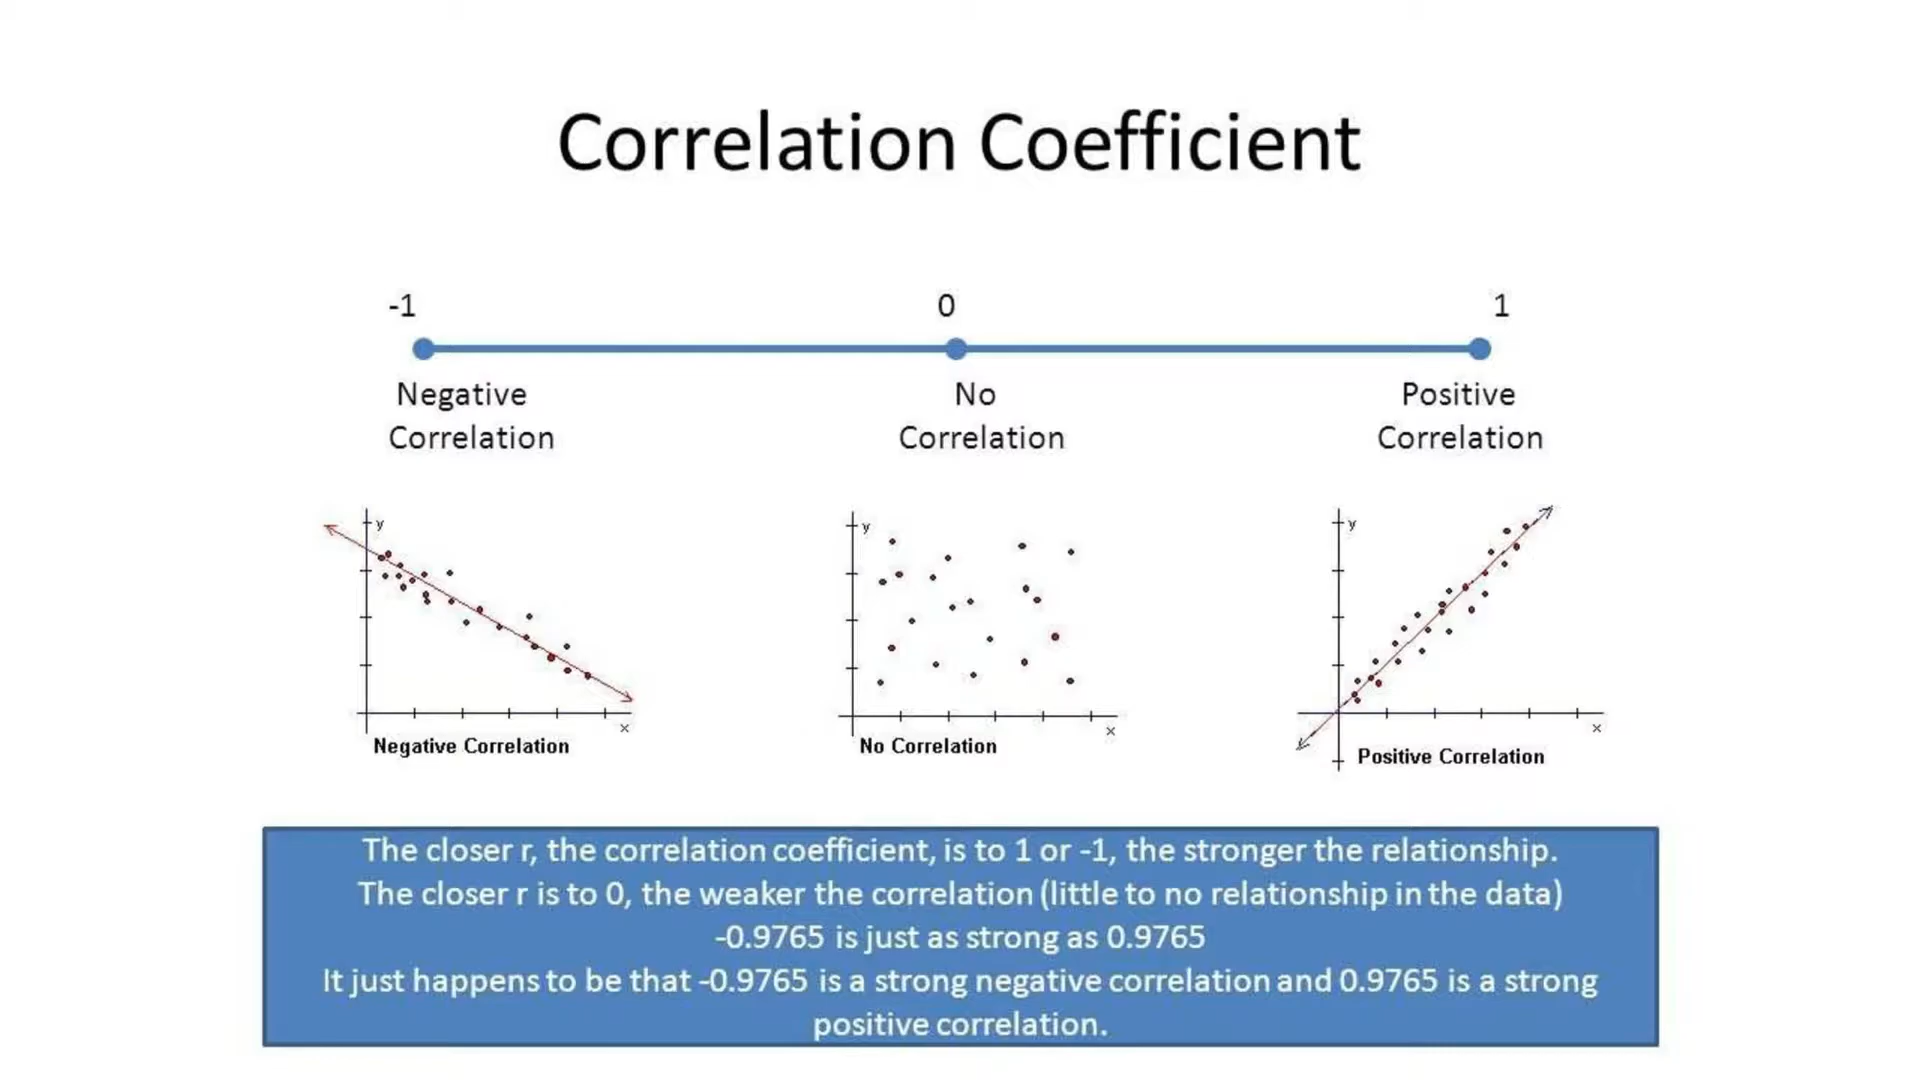 Correlation Coefficient
-1 0 1
Negative
Correlation
No
Correlation
Positive
Correlation
y
x
Negative Correlation
y
x
No Correlation
y
x
Positive Correlation
The closer r, the correlation coefficient, is to 1 or -1, the stronger the relationship.
The closer r is to 0, the weaker the correlation (little to no relationship in the data)
-0.9765 is just as strong as 0.9765
It just happens to be that -0.9765 is a strong negative correlation and 0.9765 is a strong
positive correlation.